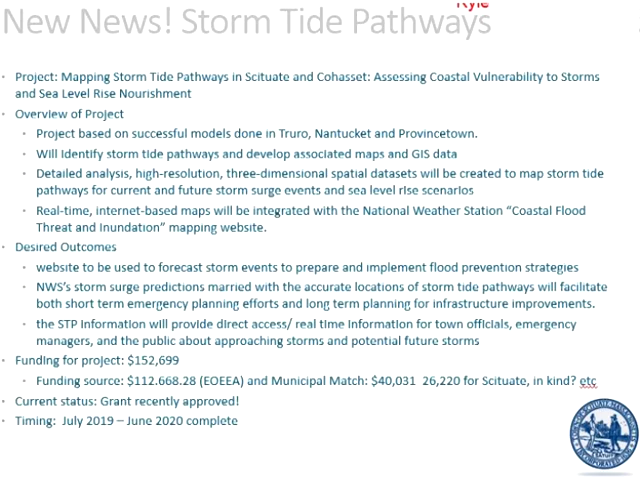 Kyle
New News! Storm Tide Pathways
• Project: Mapping Storm Tide Pathways in Scituate and Cohasset: Assessing Coastal Vulnerability to Storms
and Sea Level Rise Nourishment
• Overview of Project
• Project based on successful models done in Truro, Nantucket and Provincetown.
• Will identify storm tide pathways and develop associated maps and GIS data
• Detailed analysis, high-resolution, three-dimensional spatial datasets will be created to map storm tide
pathways for current and future storm surge events and sea level rise scenarios
• Real-time, internet-based maps will be integrated with the National Weather Station “Coastal Flood
Threat and Inundation” mapping website.
• Desired Outcomes
• website to be used to forecast storm events to prepare and implement flood prevention strategies
• NWS’s storm surge predictions married with the accurate locations of storm tide pathways will facilitate
both short term emergency planning efforts and long term planning for infrastructure improvements.
• the STP information will provide direct access/ real time information for town officials, emergency
managers, and the public about approaching storms and potential future storms
• Funding for project: $152,699
• Funding source: $112.668.28 (EOEEA) and Municipal Match: $40,031 26,220 for Scituate, in kind? etc
• Current status: Grant recently approved!
• Timing: July 2019 – June 2020 complete